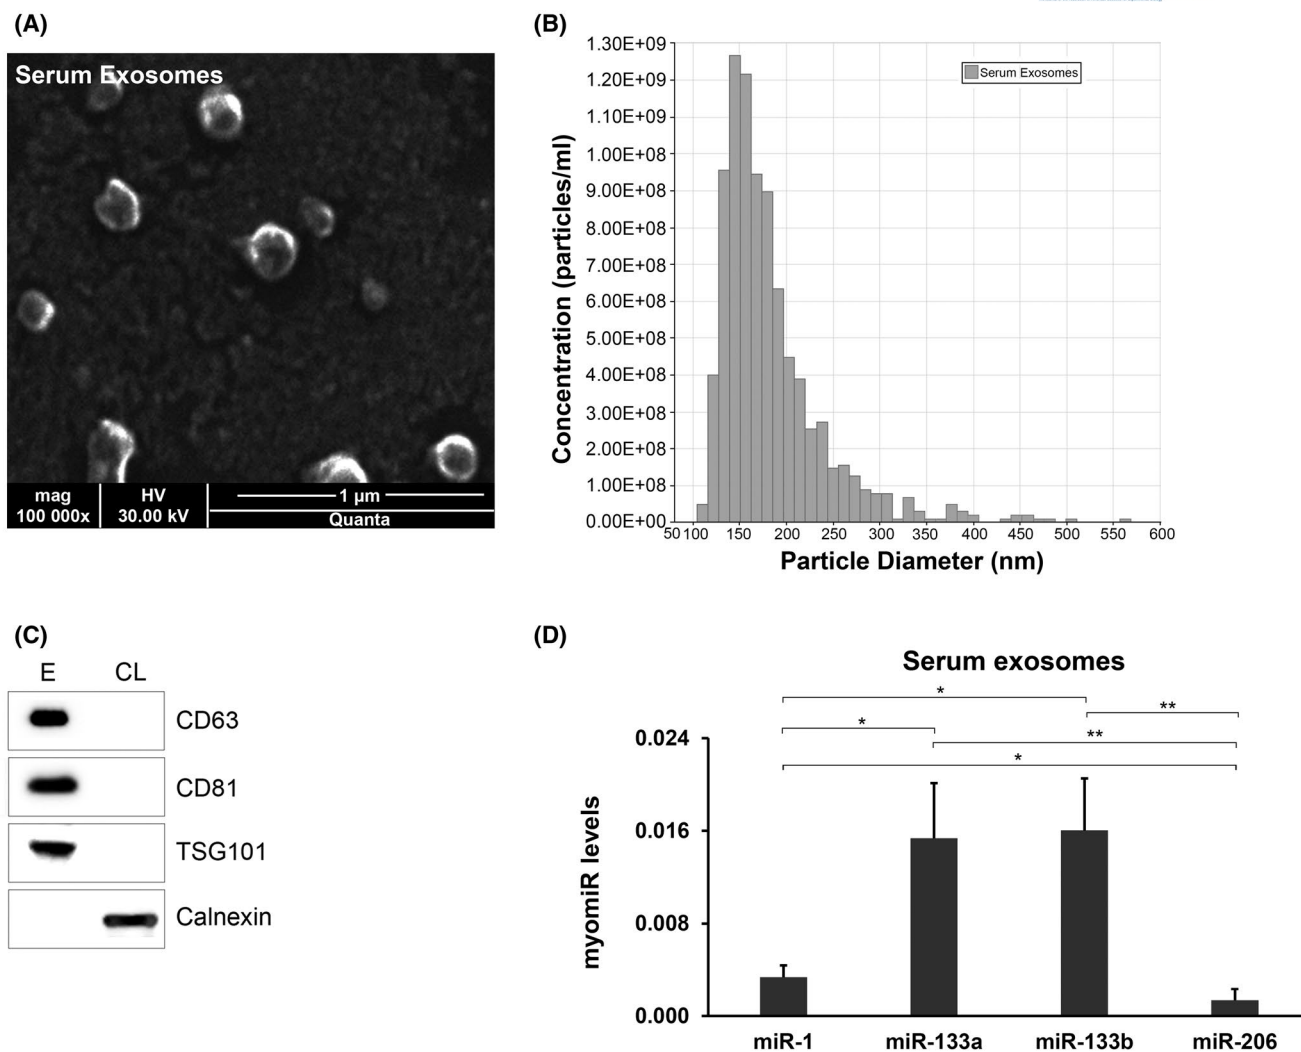 (A)
Serum Exosomes
mag
100 000x
HV
30.00 kV
1 µm
Quanta
(B)
1.30E+09
1.20E+09
1.10E+09
1.00E+08
9.00E+08
8.00E+08
7.00E+08
6.00E+08
5.00E+08
4.00E+08
3.00E+08
2.00E+08
1.00E+08
0.00E+00
Concentration (particles/ml)
Serum Exosomes
50 100 150 200 250 300 350 400 450 500 550 600
Particle Diameter (nm)
(C)
E CL
CD63
CD81
TSG101
Calnexin
(D)
Serum exosomes
*
**
*
**
*
0.024
0.016
0.008
0.000
myomiR levels
miR-1 miR-133a miR-133b miR-206